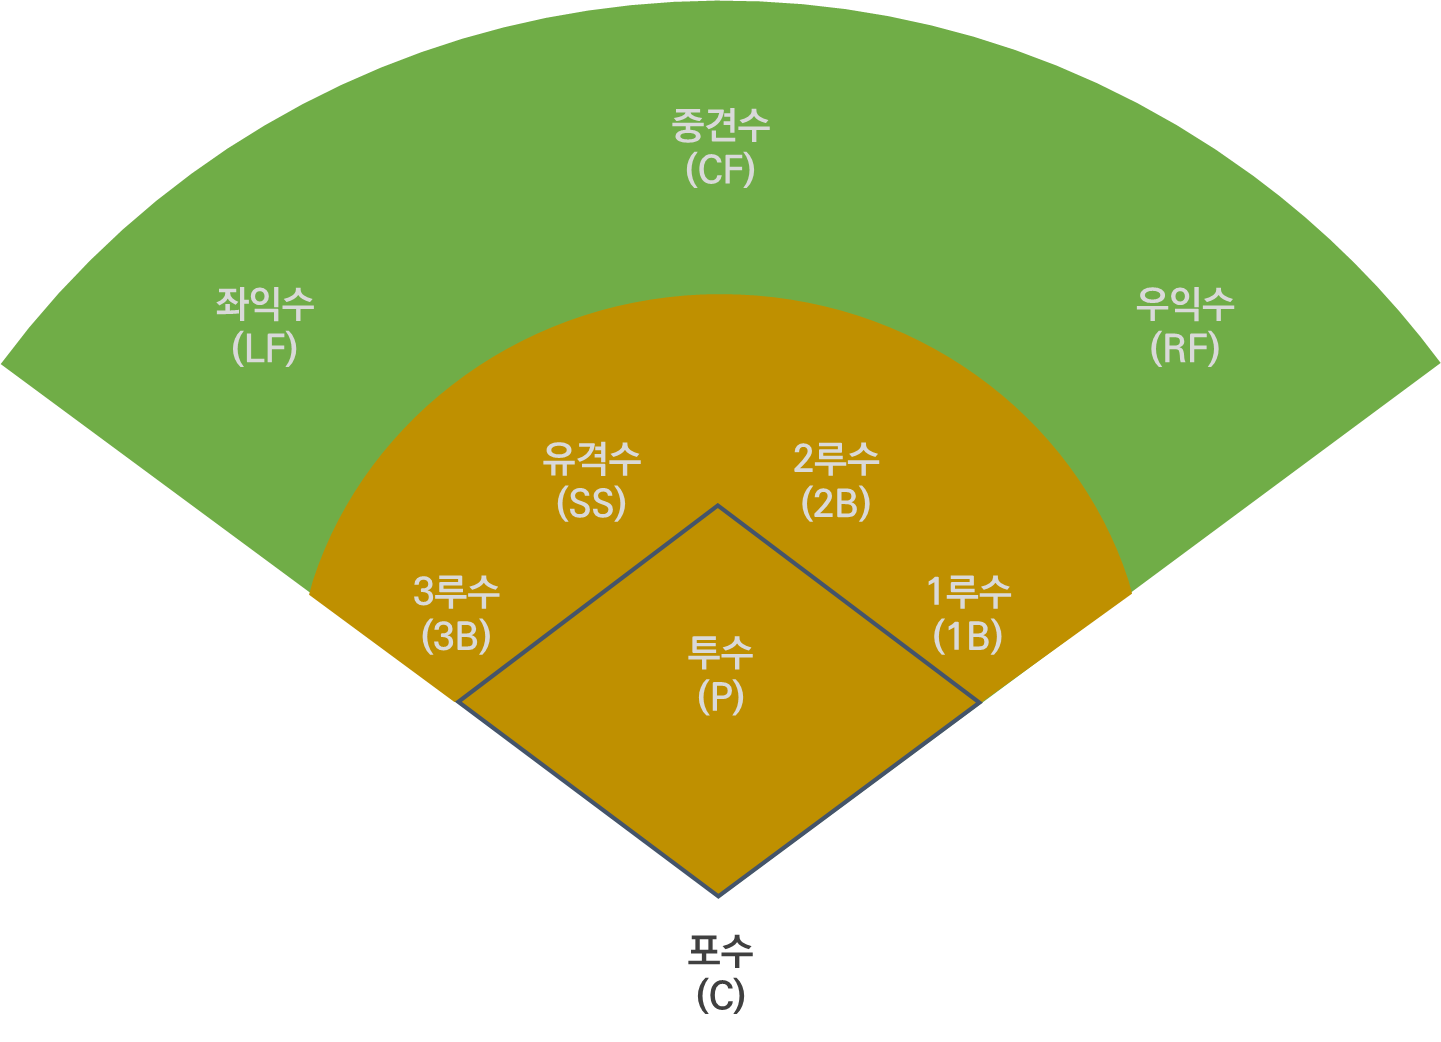 중견수
(CF)
좌익수
(LF)
우익수
(RF)
유격수
(SS)
2루수
(2B)
3루수
(3B)
1루수
(1B)
투수
(P)
포수
(C)